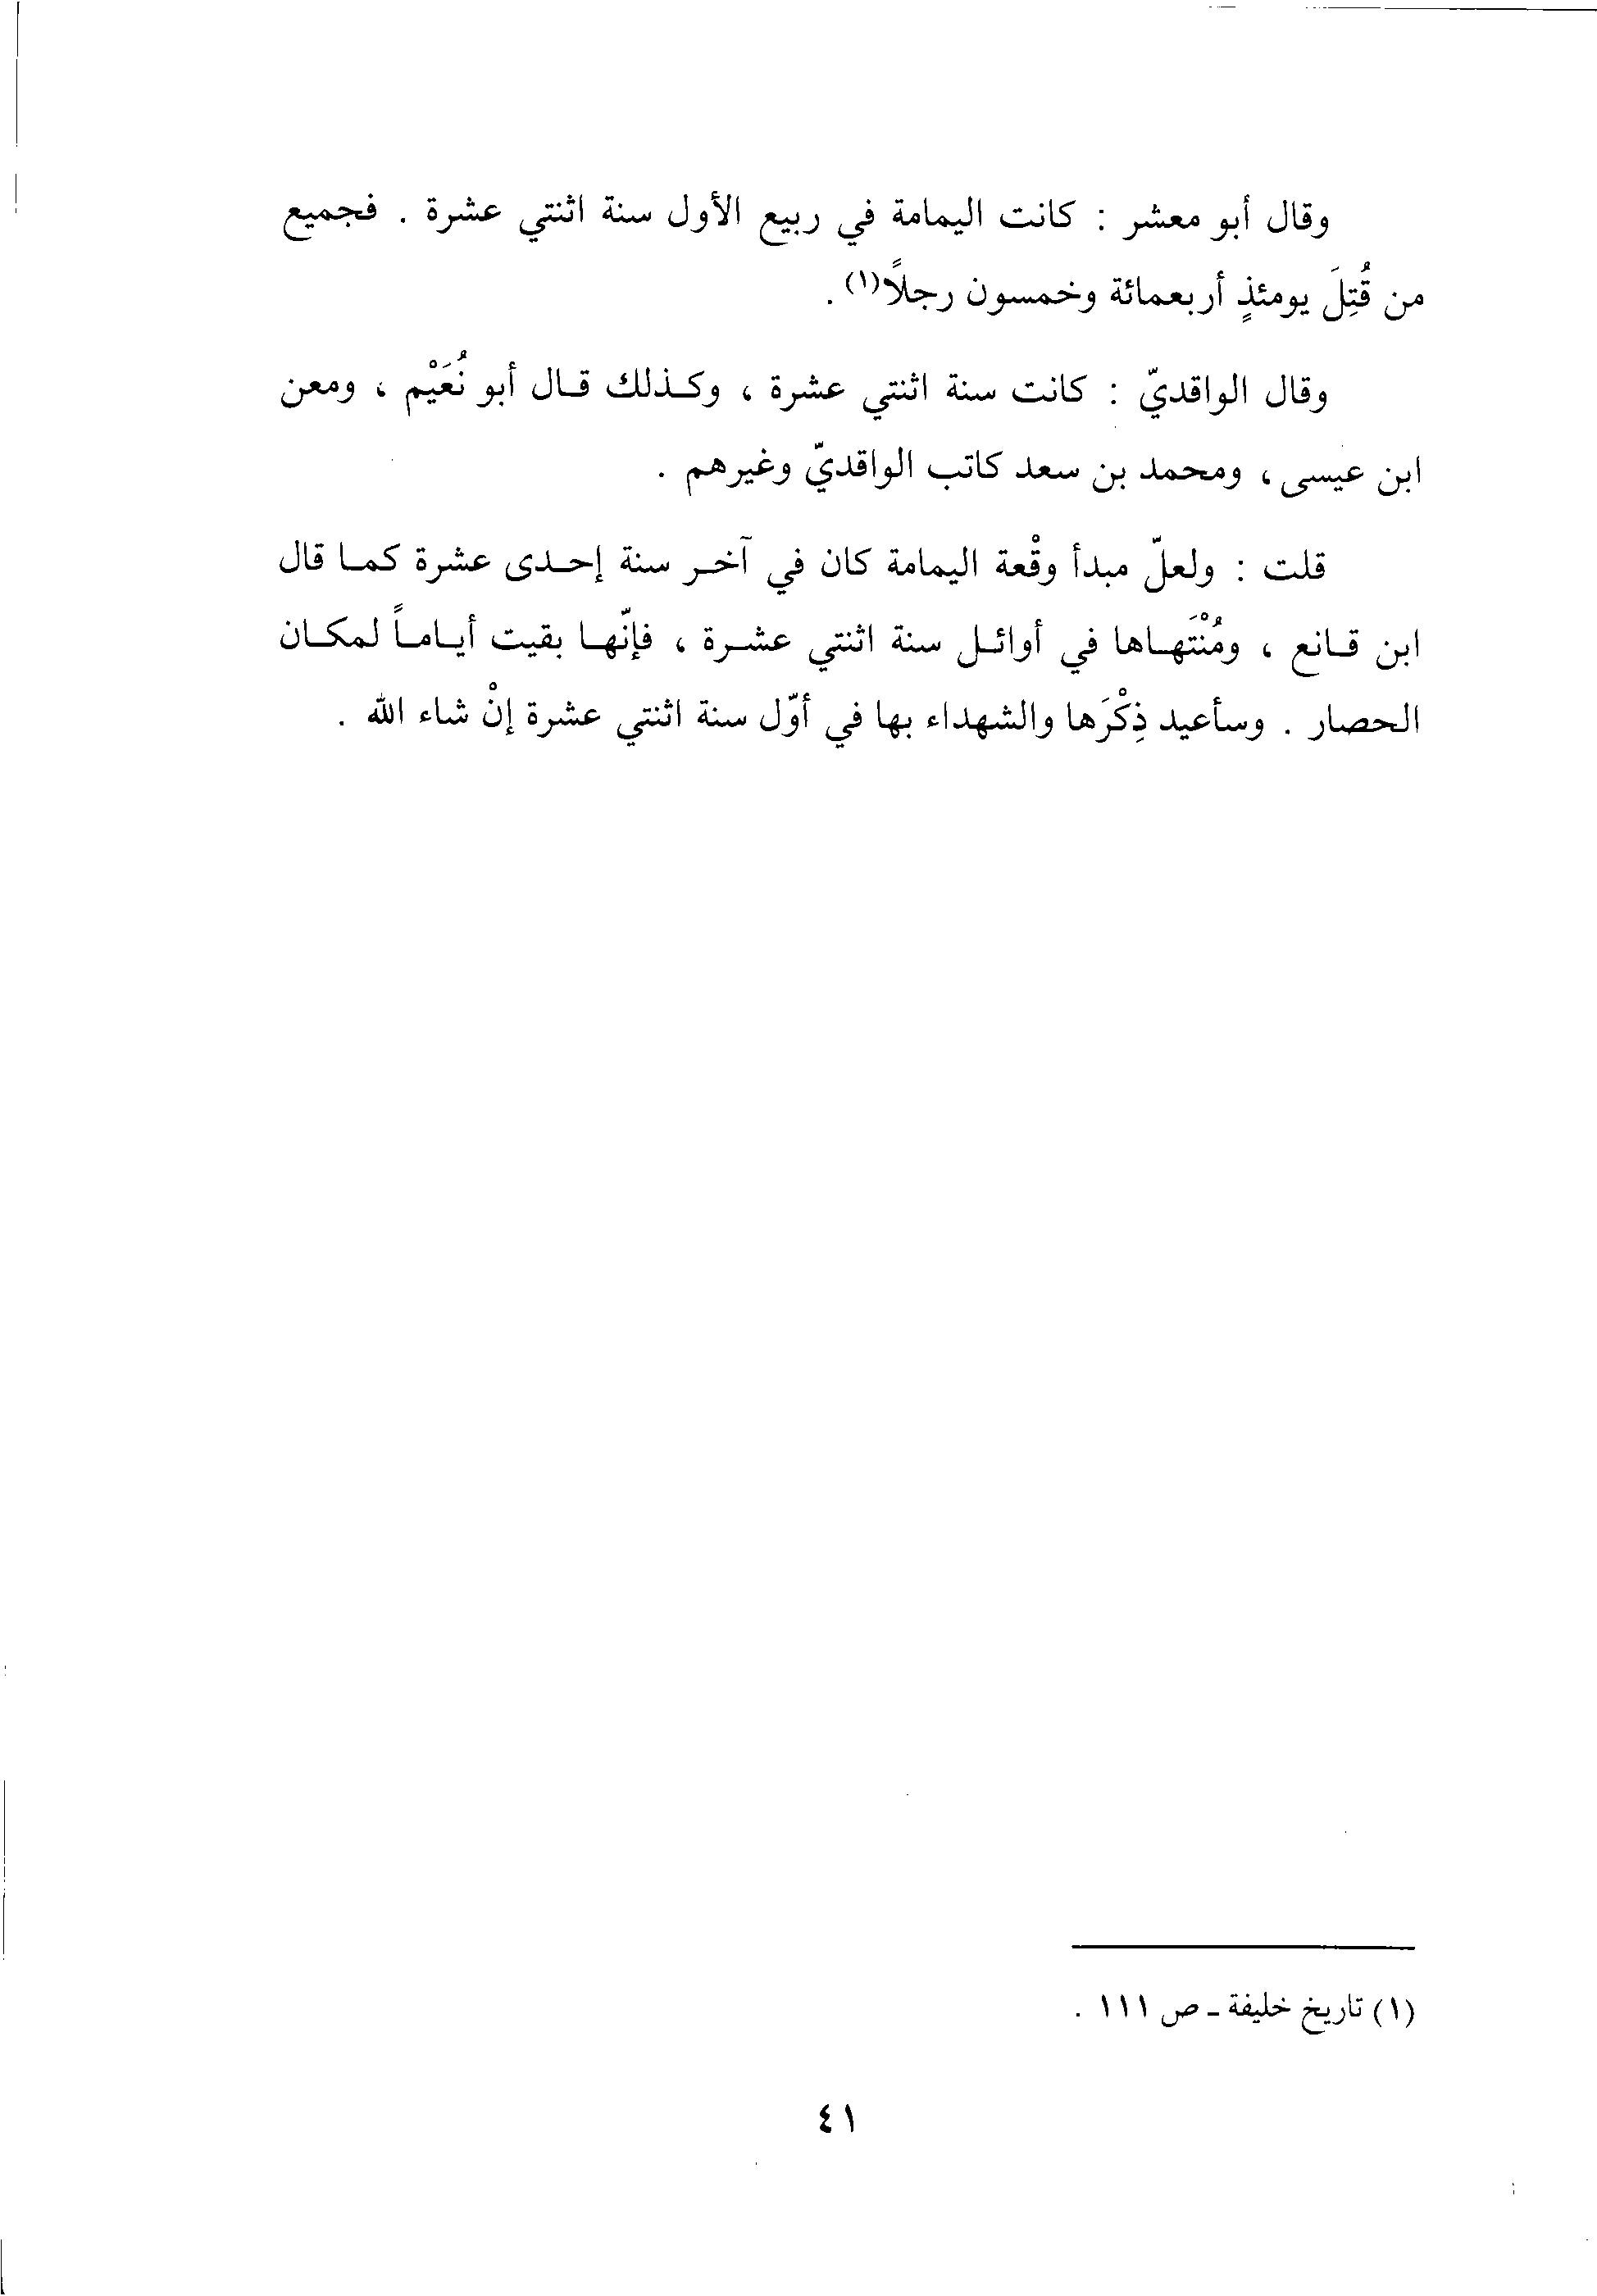 وقال أبو معشر : كانت اليمامة في ربيع الأول سنة اثنتي عشرة . فجميع
من قُتِلَ يومئذٍ أربعمائة وخمسون رجلاً(١) .
وقال الواقديّ : كانت سنة اثنتي عشرة ، وكذلك قال أبو نُعَيْم ، ومعن
ابن عيسى ، ومحمد بن سعد كاتب الواقديّ وغيرهم .
قلت : ولعلّ مبدأ وقْعة اليمامة كان في آخر سنة إحدى عشرة كما قال
ابن قانع ، ومُنْتَهاها في أوائل سنة اثنتي عشرة ، فإنّها بقيت أياماً لمكان
الحصار . وسأعيد ذِكْرَها والشهداء بها في أوّل سنة اثنتي عشرة إنْ شاء الله .
(١) تاريخ خليفة - ص ١١١ .
٤١